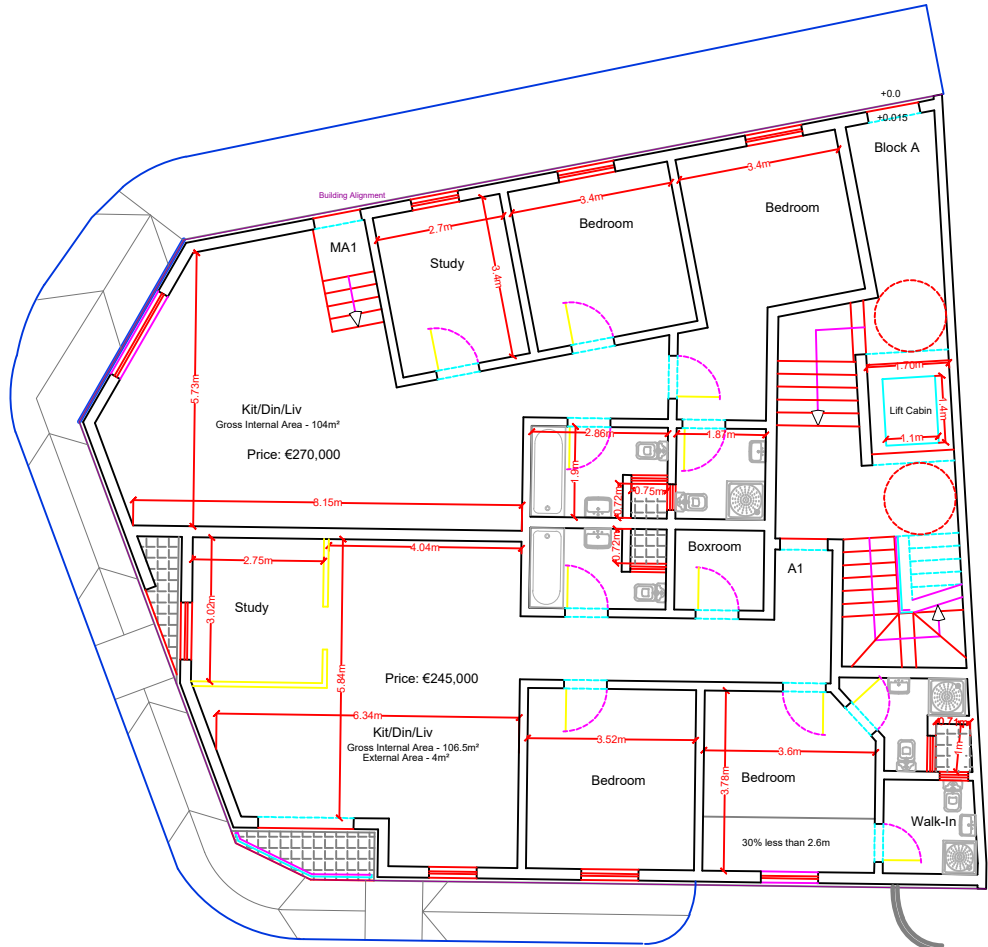 +0.0
+0.015
Block A
Building Alignment
3.4m
3.4m
Bedroom
Bedroom
2.7m
MA1
Study
3.4m
5.73m
1.70m
1.4m
Lift Cabin
1.1m
Kit/Din/Liv
Gross Internal Area - 104m²
Price: €270,000
2.86m
1.87m
1.9m
0.75m
0.72m
8.15m
4.04m
0.72m
Boxroom
2.75m
A1
Study
3.02m
5.84m
Price: €245,000
6.34m
Kit/Din/Liv
Gross Internal Area - 106.5m²
External Area - 4m²
3.52m
3.6m
0.71m
1m
Bedroom
Bedroom
3.78m
Walk-In
30% less than 2.6m